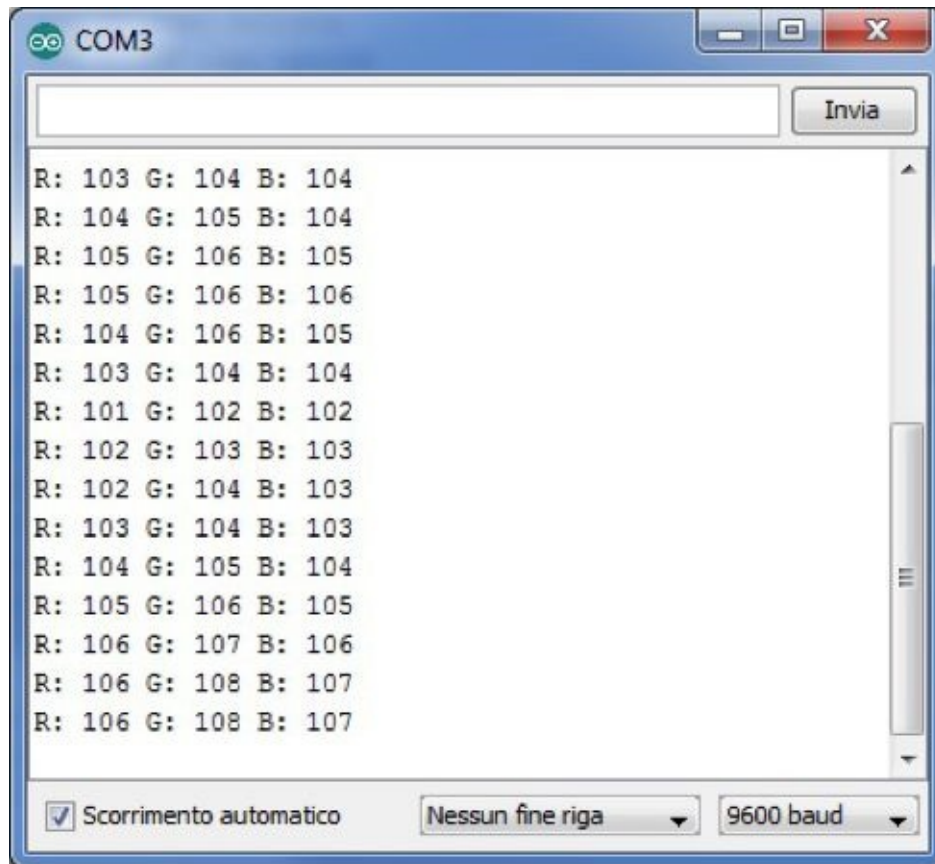 COM3
Invia
R: 103 G: 104 B: 104
R: 104 G: 105 B: 104
R: 105 G: 106 B: 105
R: 105 G: 106 B: 106
R: 104 G: 106 B: 105
R: 103 G: 104 B: 104
R: 101 G: 102 B: 102
R: 102 G: 103 B: 103
R: 102 G: 104 B: 103
R: 103 G: 104 B: 103
R: 104 G: 105 B: 104
R: 105 G: 106 B: 105
R: 106 G: 107 B: 106
R: 106 G: 108 B: 107
R: 106 G: 108 B: 107
Scorrimento automatico Nessun fine riga 9600 baud